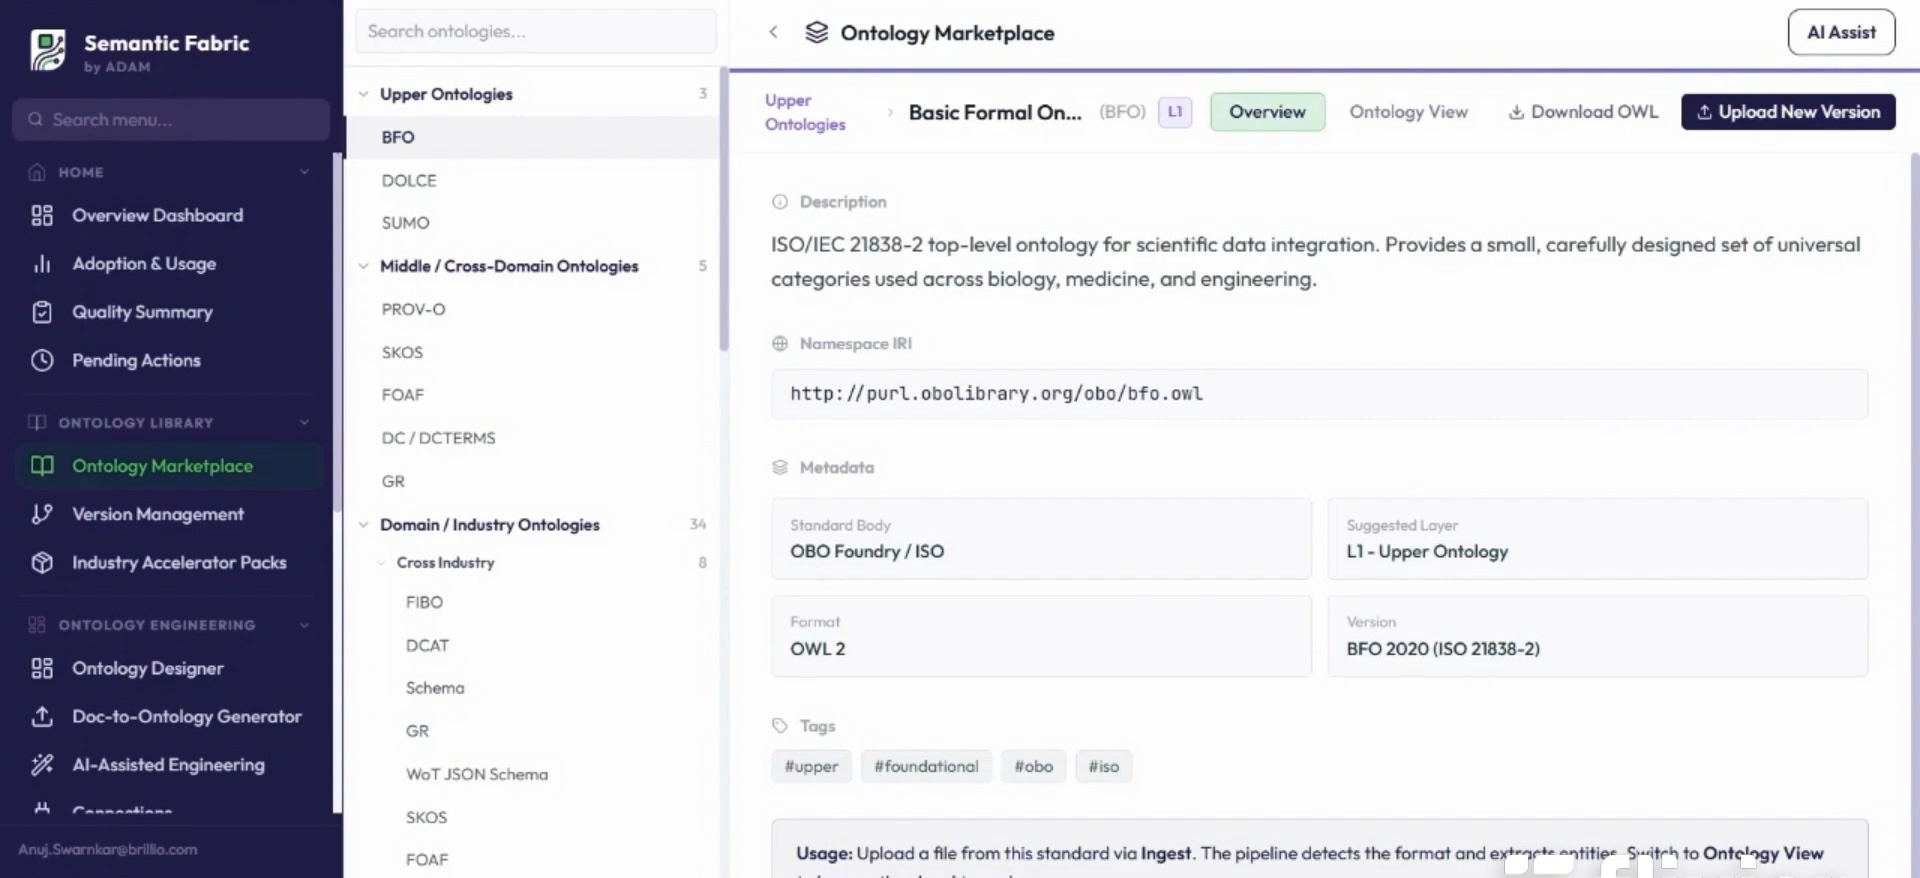 Semantic Fabric
by ADAM
Search menu...
HOME
Overview Dashboard
Adoption & Usage
Quality Summary
Pending Actions
ONTOLOGY LIBRARY
Ontology Marketplace
Version Management
Industry Accelerator Packs
ONTOLOGY ENGINEERING
Ontology Designer
Doc-to-Ontology Generator
AI-Assisted Engineering
Connections
Anuj.Swarnkar@brillio.com
Search ontologies...
Upper Ontologies 3
BFO
DOLCE
SUMO
Middle / Cross-Domain Ontologies 5
PROV-O
SKOS
FOAF
DC / DCTERMS
GR
Domain / Industry Ontologies 34
Cross Industry 8
FIBO
DCAT
Schema
GR
WoT JSON Schema
SKOS
FOAF
Ontology Marketplace
AI Assist
Upper
Ontologies
Basic Formal On... (BFO) L1 Overview Ontology View Download OWL Upload New Version
Description
ISO/IEC 21838-2 top-level ontology for scientific data integration. Provides a small, carefully designed set of universal
categories used across biology, medicine, and engineering.
Namespace IRI
http://purl.obolibrary.org/obo/bfo.owl
Metadata
Standard Body
OBO Foundry / ISO
Suggested Layer
L1 - Upper Ontology
Format
OWL 2
Version
BFO 2020 (ISO 21838-2)
Tags
#upper #foundational #obo #iso
Usage: Upload a file from this standard via Ingest. The pipeline detects the format and extracts entities. Switch to Ontology View